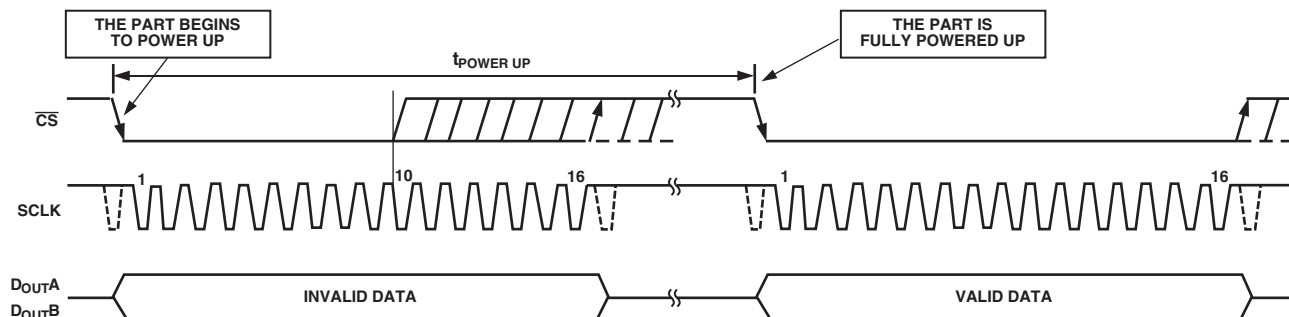 THE PART BEGINS
TO POWER UP
THE PART IS
FULLY POWERED UP
tPOWER UP
CS
1
10
16
1
16
SCLK
DOUTA
DOUTB
INVALID DATA
VALID DATA